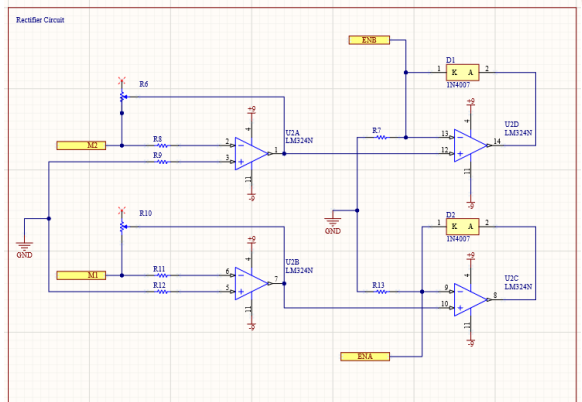 Rectifier Circuit
ENB
D1
1 K A 2
1N4007
R6
+9
+9
4
4
U2A
LM324N
U2D
LM324N
R7
13
14
12
M2
R8
2
1
R9
3
11
11
-9
-9
GND
GND
R10
D2
1 K A 2
1N4007
+9
+9
4
4
U2B
LM324N
U2C
LM324N
M1
R11
6
7
R12
5
R13
9
8
10
11
11
-9
-9
ENA